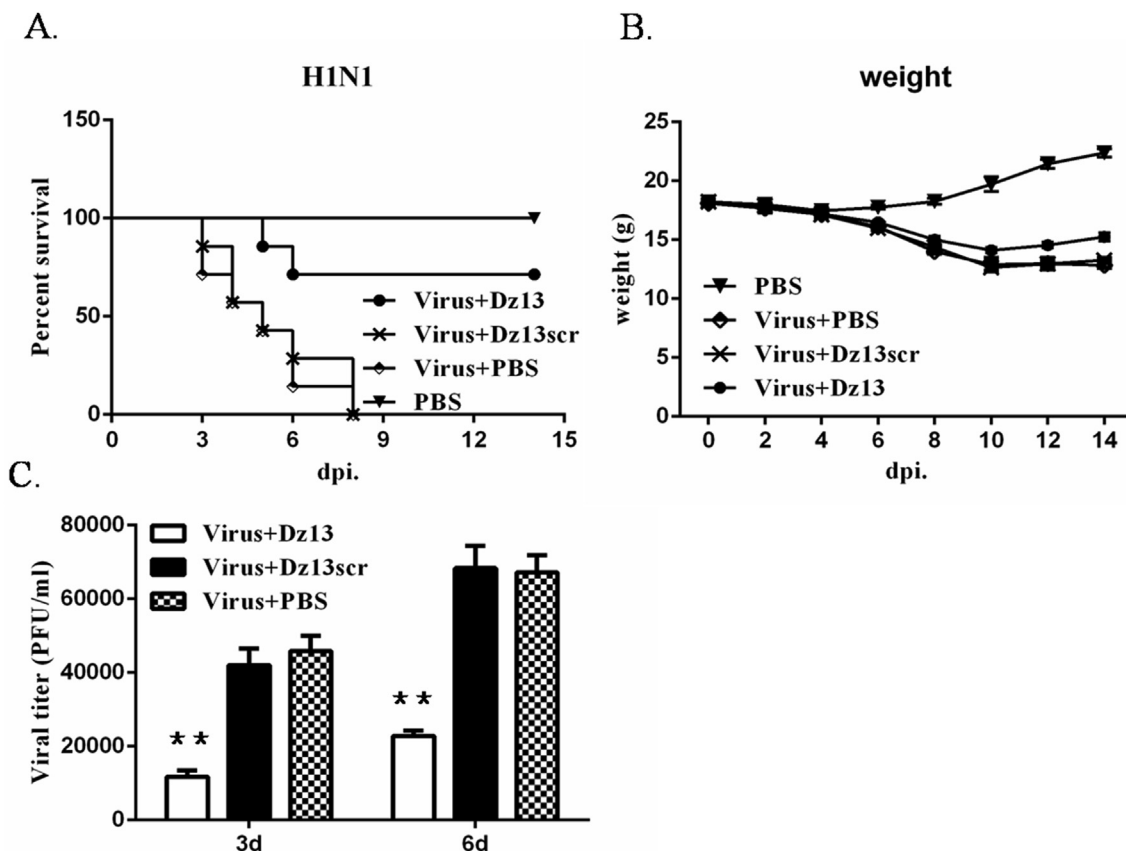 A.
H1N1
150
100
50
0
Percent survival
0 3 6 9 12 15
dpi.
Virus+Dz13
Virus+Dz13scr
Virus+PBS
PBS
B.
weight
25
20
15
10
5
0
weight (g)
0 2 4 6 8 10 12 14
dpi.
PBS
Virus+PBS
Virus+Dz13scr
Virus+Dz13
C.
80000
60000
40000
20000
0
Viral titer (PFU/ml)
Virus+Dz13
Virus+Dz13scr
Virus+PBS
** 
**
3d 6d